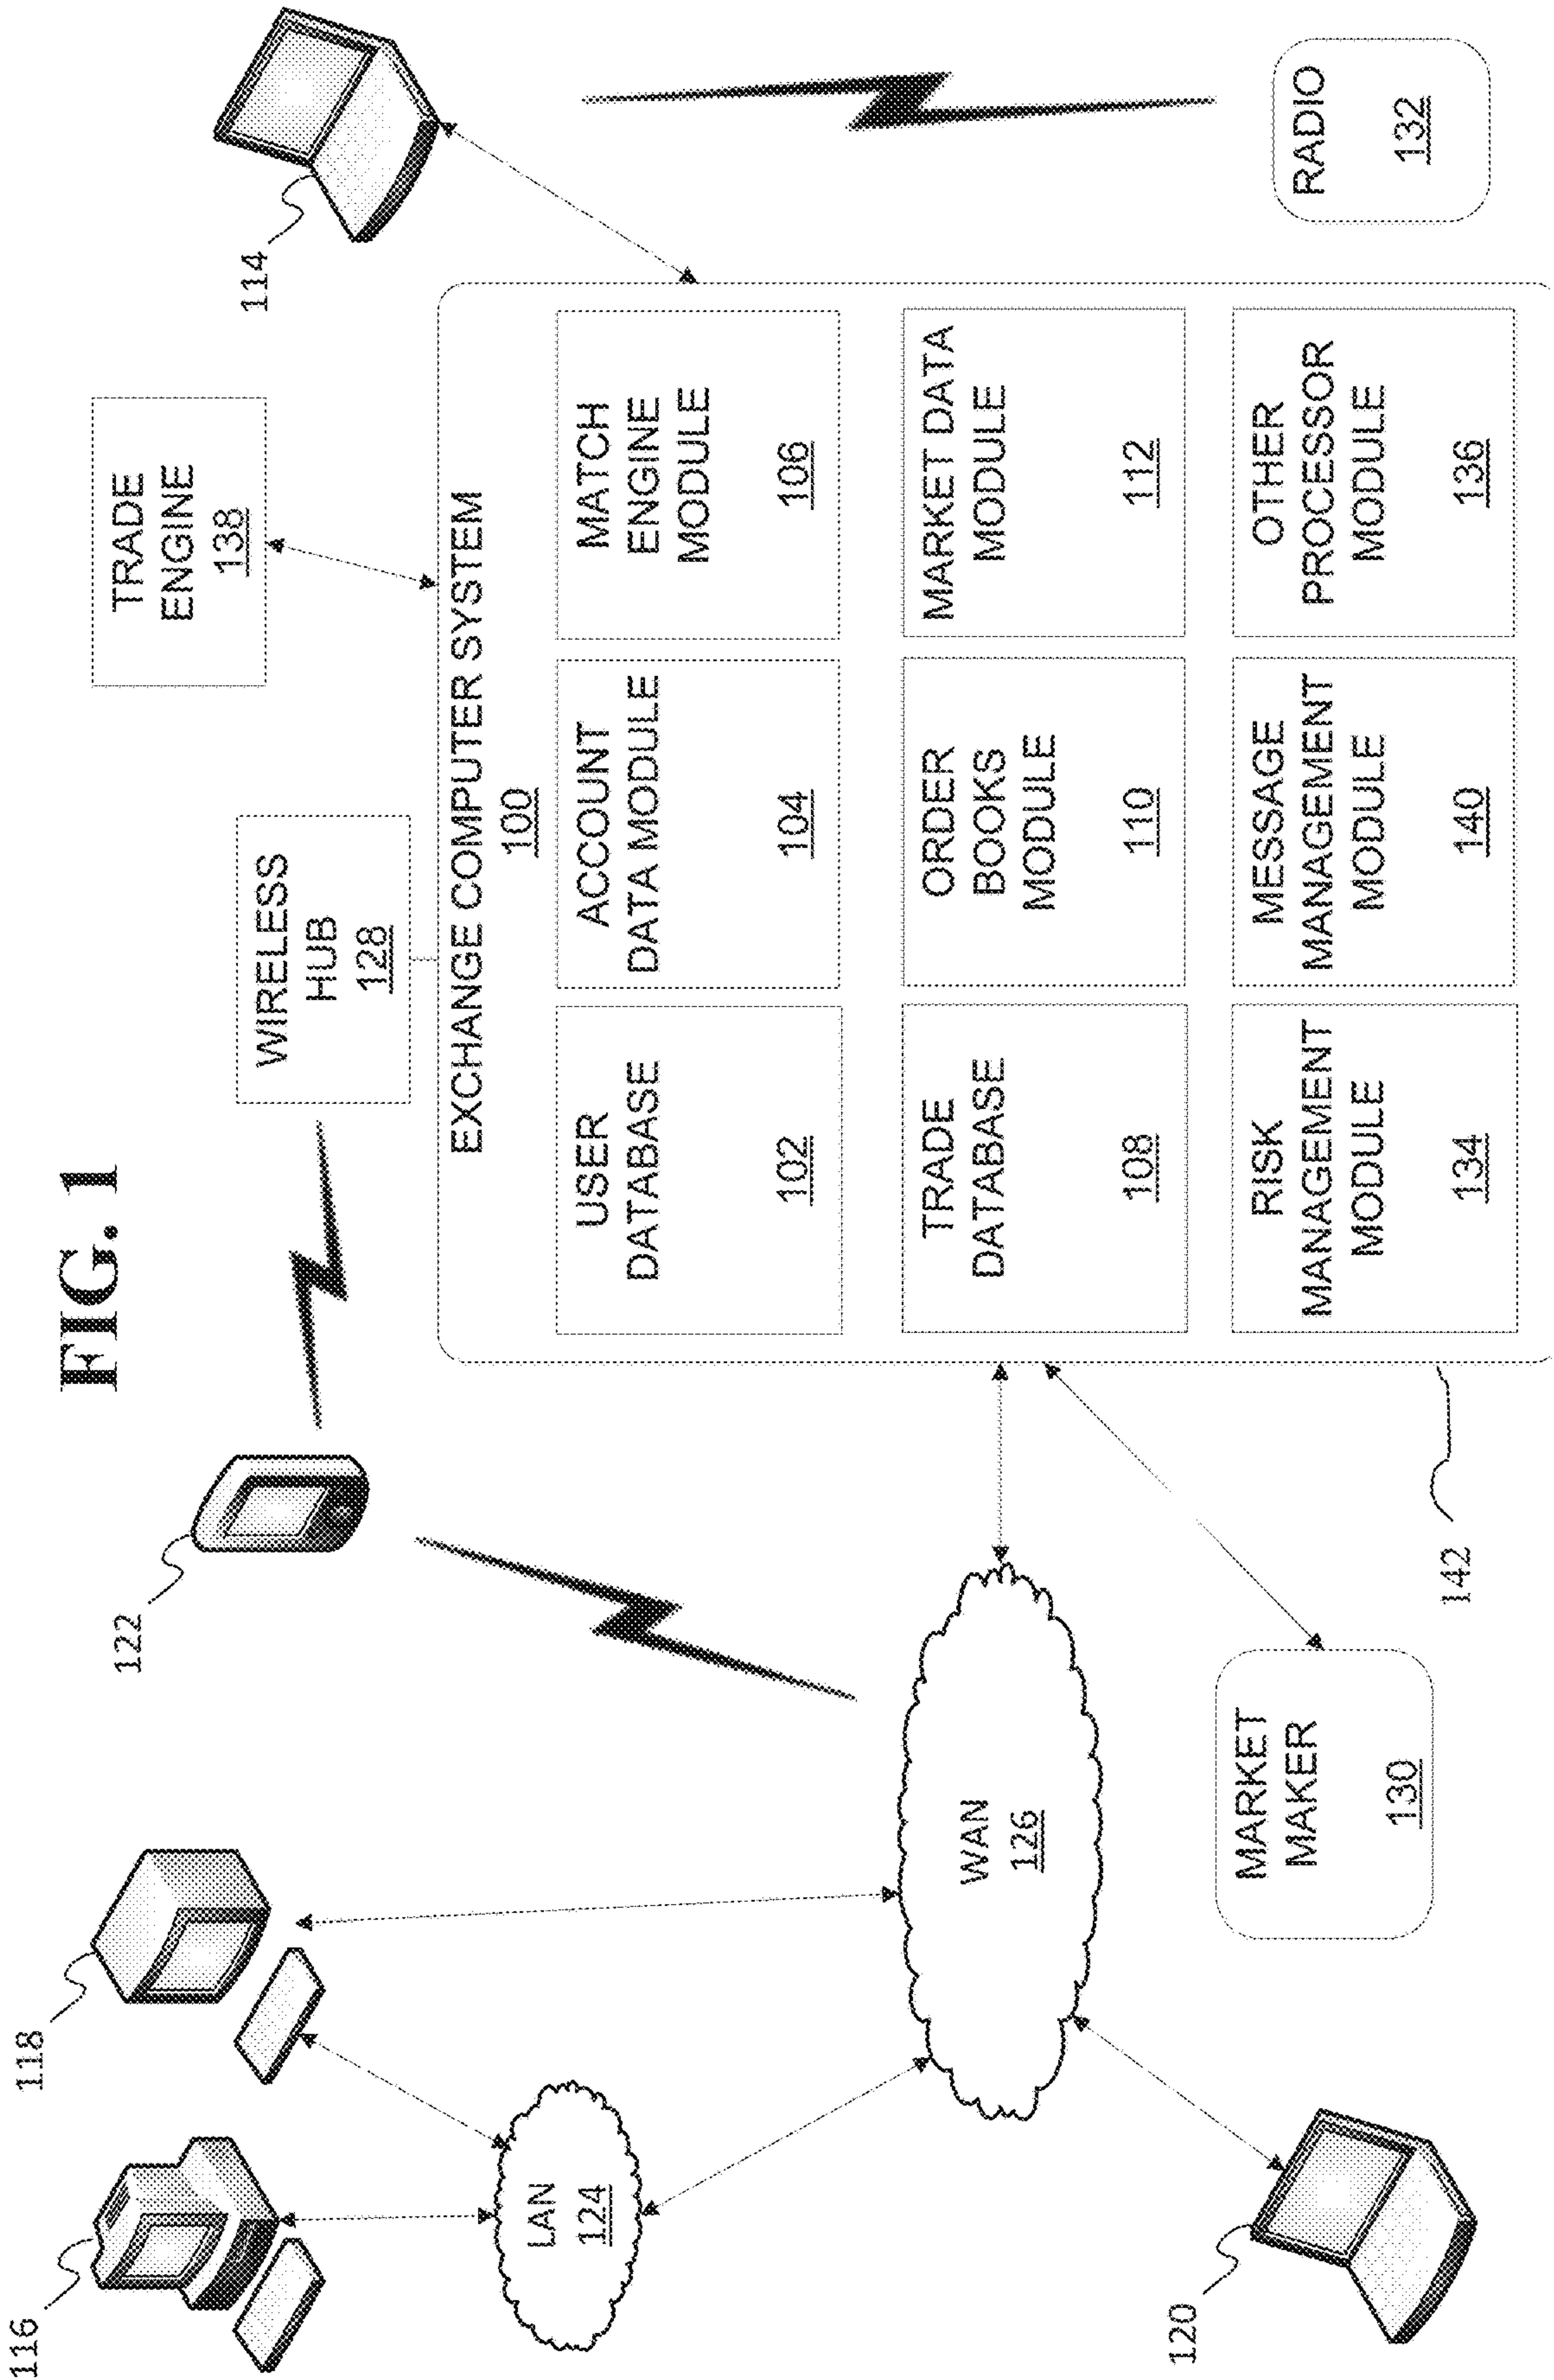 FIG. 1
116
118
122
114
TRADE
ENGINE
138
WIRELESS
HUB
128
EXCHANGE COMPUTER SYSTEM
100
USER
DATABASE
102
ACCOUNT
DATA MODULE
104
MATCH
ENGINE
MODULE
106
TRADE
DATABASE
108
ORDER
BOOKS
MODULE
110
MARKET DATA
MODULE
112
RISK
MANAGEMENT
MODULE
134
MESSAGE
MANAGEMENT
MODULE
140
OTHER
PROCESSOR
MODULE
136
LAN
124
WAN
126
MARKET
MAKER
130
142
120
RADIO
132